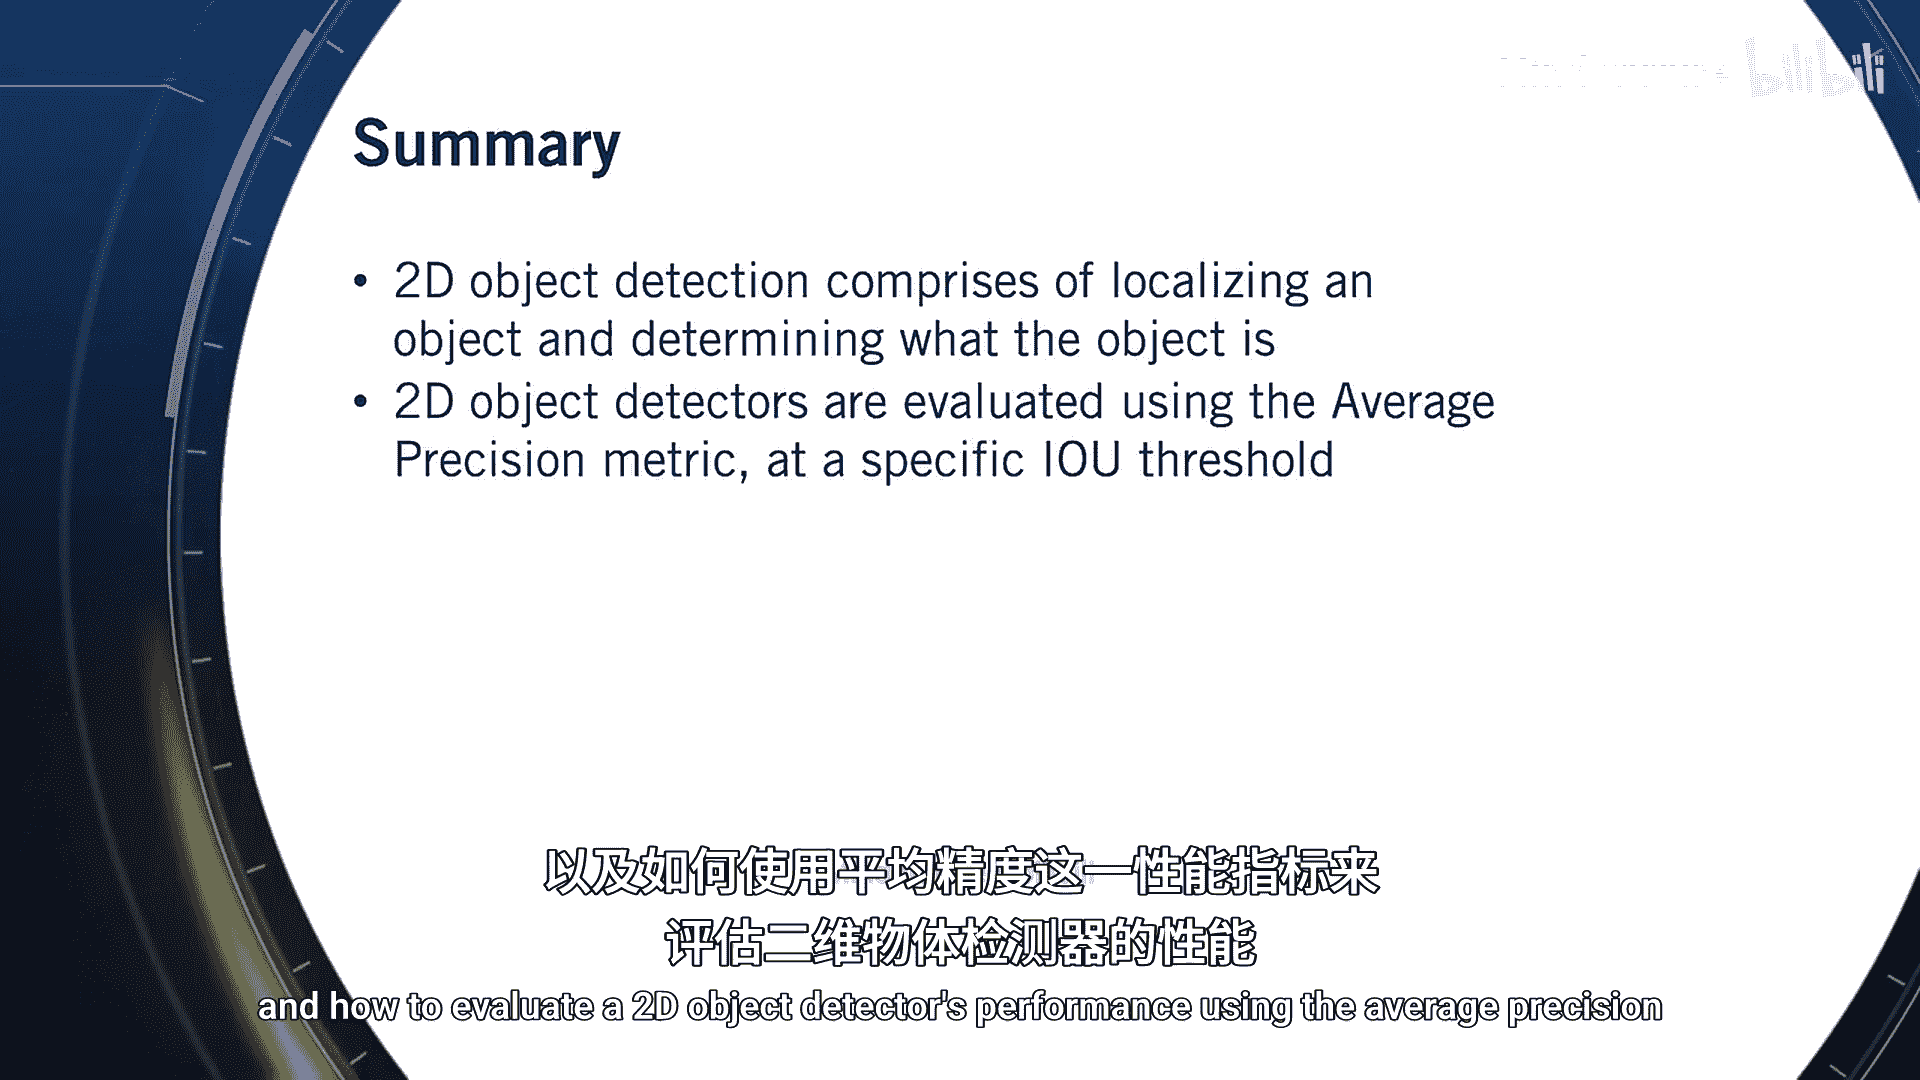 bilibili
Summary
• 2D object detection comprises of localizing an
object and determining what the object is
• 2D object detectors are evaluated using the Average
Precision metric, at a specific IOU threshold
以及如何使用平均精度这一性能指标来
评估二维物体检测器的性能
and how to evaluate a 2D object detector's performance using the average precision